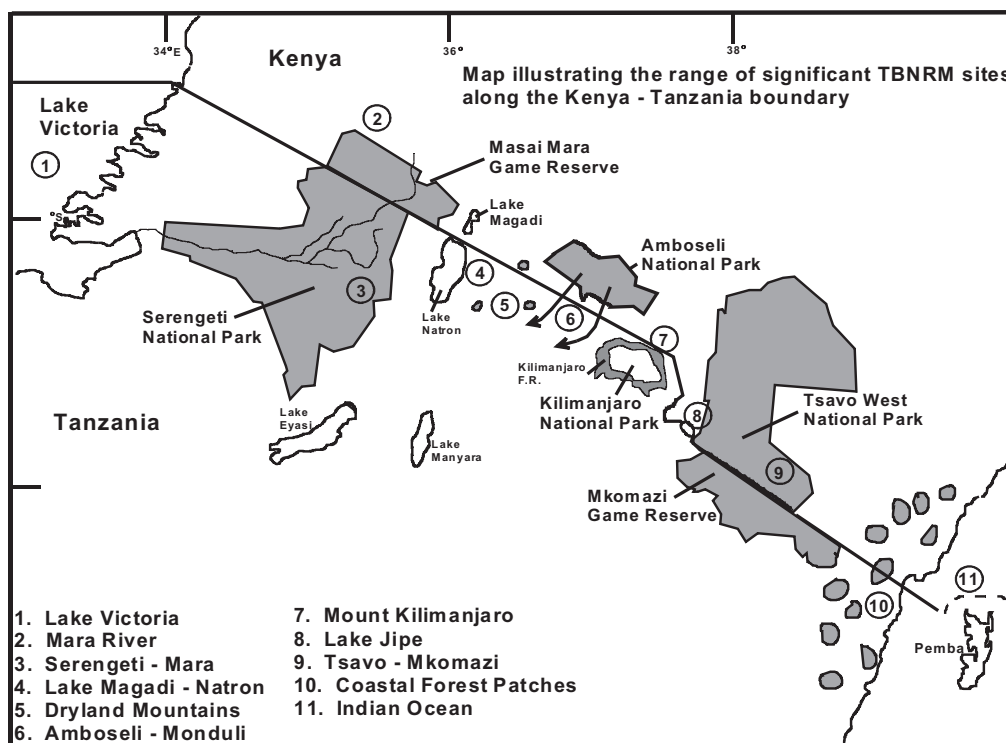 34°E
36°
38°
Kenya
Map illustrating the range of significant TBNRM sites
along the Kenya - Tanzania boundary
Lake
Victoria
2
1
Masai Mara
Game Reserve
°S
Lake
Magadi
Amboseli
National Park
4
3
5
6
Serengeti
National Park
Lake
Natron
7
Kilimanjaro
F.R.
Kilimanjaro
National Park
8
Tsavo West
National Park
Tanzania
Lake
Eyasi
Lake
Manyara
9
Mkomazi
Game Reserve
11
10
Pemba
1. Lake Victoria
2. Mara River
3. Serengeti - Mara
4. Lake Magadi - Natron
5. Dryland Mountains
6. Amboseli - Monduli
7. Mount Kilimanjaro
8. Lake Jipe
9. Tsavo - Mkomazi
10. Coastal Forest Patches
11. Indian Ocean